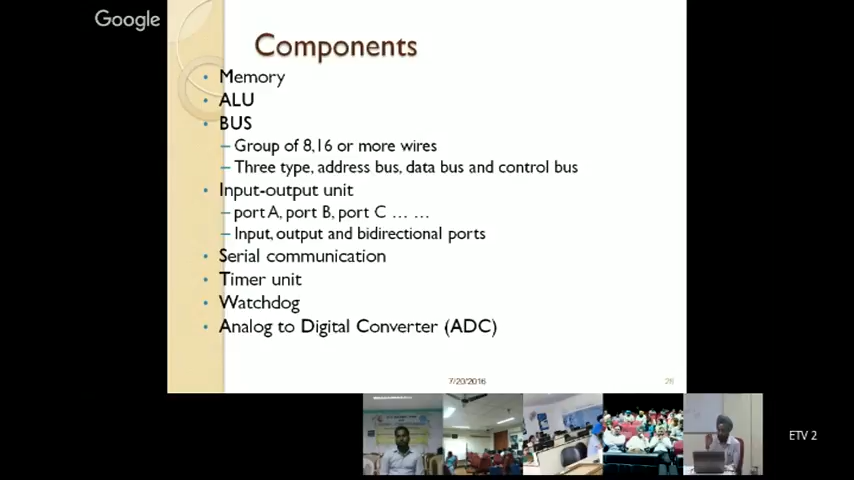 Google
Components
• Memory
• ALU
• BUS
– Group of 8,16 or more wires
– Three type, address bus, data bus and control bus
• Input-output unit
– port A, port B, port C … …
– Input, output and bidirectional ports
• Serial communication
• Timer unit
• Watchdog
• Analog to Digital Converter (ADC)
7/20/2016
ETV 2